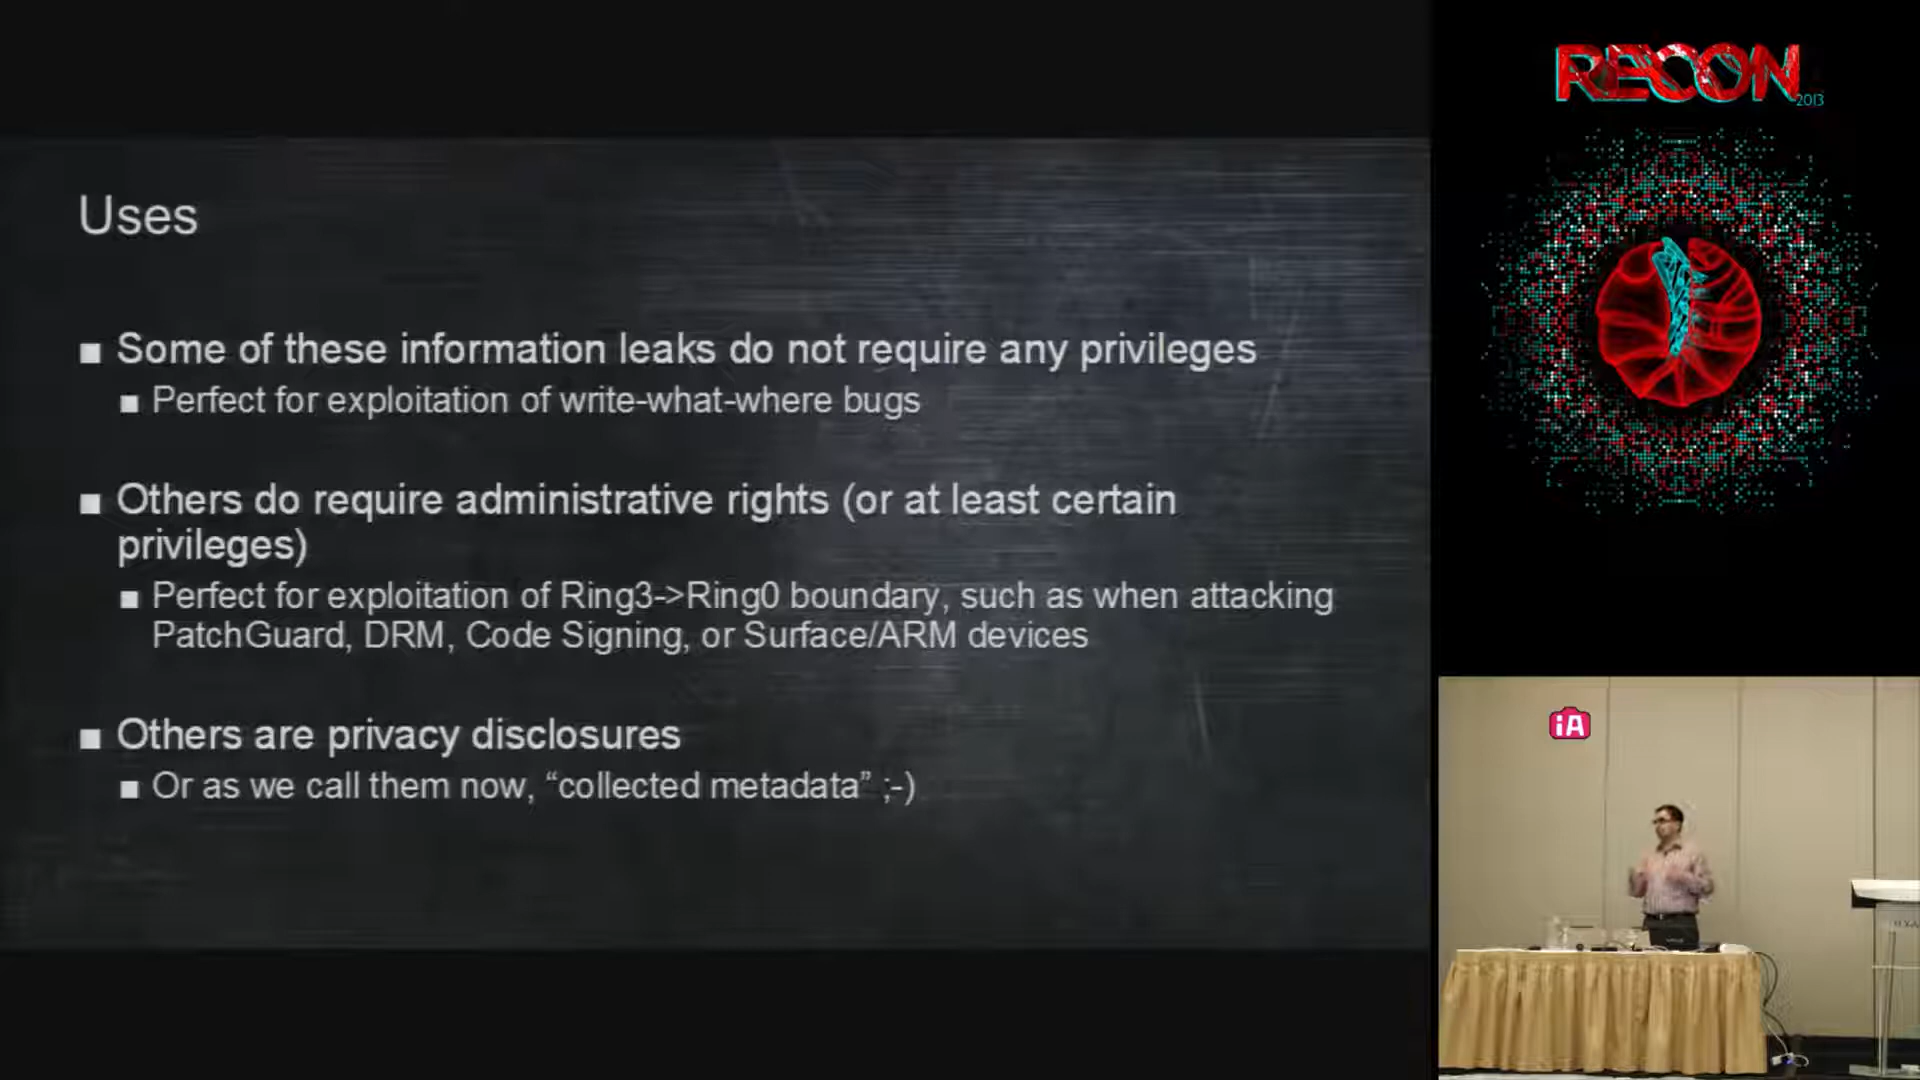 RECON
2013
Uses
Some of these information leaks do not require any privileges
Perfect for exploitation of write-what-where bugs
Others do require administrative rights (or at least certain
privileges)
Perfect for exploitation of Ring3->Ring0 boundary, such as when attacking
PatchGuard, DRM, Code Signing, or Surface/ARM devices
Others are privacy disclosures
Or as we call them now, “collected metadata” ;-)
iA